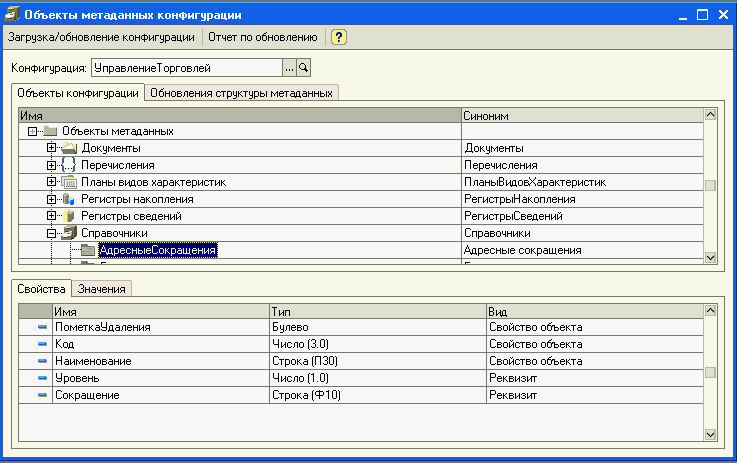 Объекты метаданных конфигурации
Загрузка/обновление конфигурации Отчет по обновлению ?
Конфигурация: УправлениеТорговлей ...
Объекты конфигурации Обновления структуры метаданных
Имя Синоним
Объекты метаданных
Документы Документы
Перечисления Перечисления
Планы видов характеристик ПланыВидовХарактеристик
Регистры накопления РегистрыНакопления
Регистры сведений РегистрыСведений
Справочники Справочники
АдресныеСокращения Адресные сокращения
Свойства Значения
Имя Тип Вид
ПометкаУдаления Булево Свойство объекта
Код Число (3.0) Свойство объекта
Наименование Строка (П30) Свойство объекта
Уровень Число (1.0) Реквизит
Сокращение Строка (Ф10) Реквизит